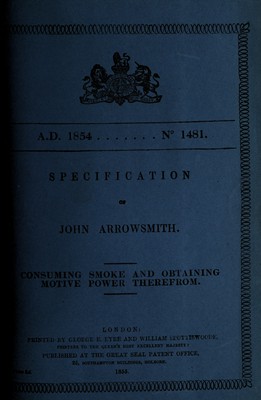 A.D. 1854 . . . . . . . Nº 1481.
SPECIFICATION
OF
JOHN ARROWSMITH.
CONSUMING SMOKE AND OBTAINING
MOTIVE POWER THEREFROM.
LONDON:
PRINTED BY GEORGE E. EYRE AND WILLIAM SPOTTISWOODE,
PRINTERS TO THE QUEEN'S MOST EXCELLENT MAJESTY:
PUBLISHED AT THE GREAT SEAL PATENT OFFICE,
25, SOUTHAMPTON BUILDINGS, HOLBORN.